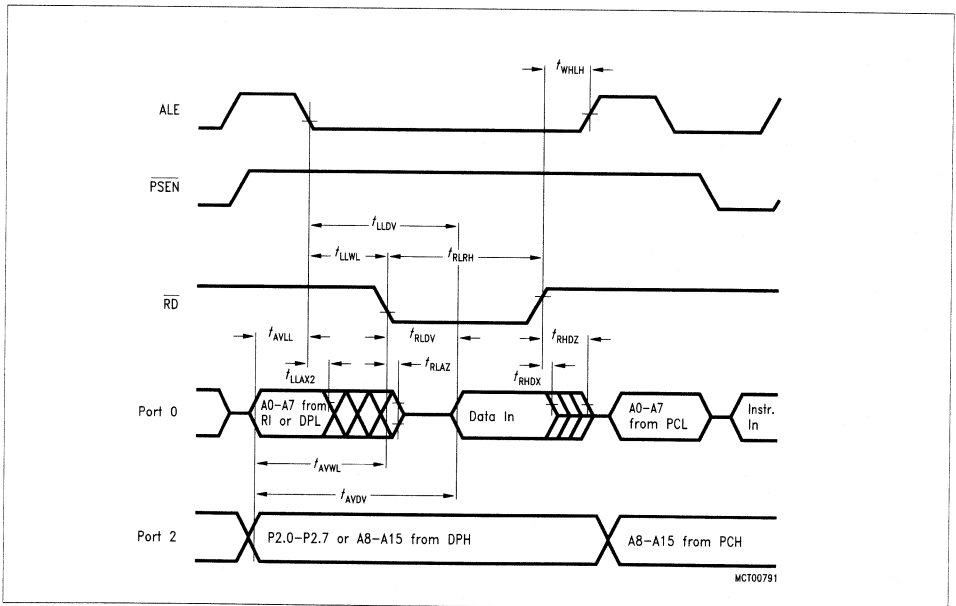 tWHLH
ALE
PSEN
tLLDV
tLLWL
tRLRH
RD
tAVLL
tRLDV
tRHDZ
tLLAX2
tRLAZ
tRHDX
Port 0
A0-A7 from
RI or DPL
Data In
A0-A7
from PCL
Instr.
In
tAVWL
tAVDV
Port 2
P2.0-P2.7 or A8-A15 from DPH
A8-A15 from PCH
MCT00791